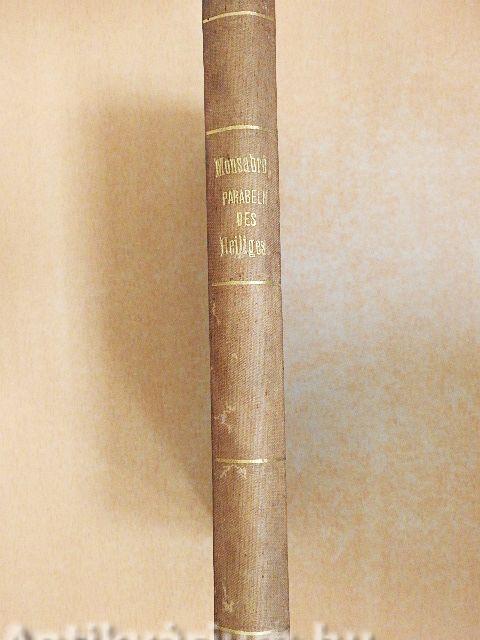 Monsabré
PARABELN
DES
Heiliges